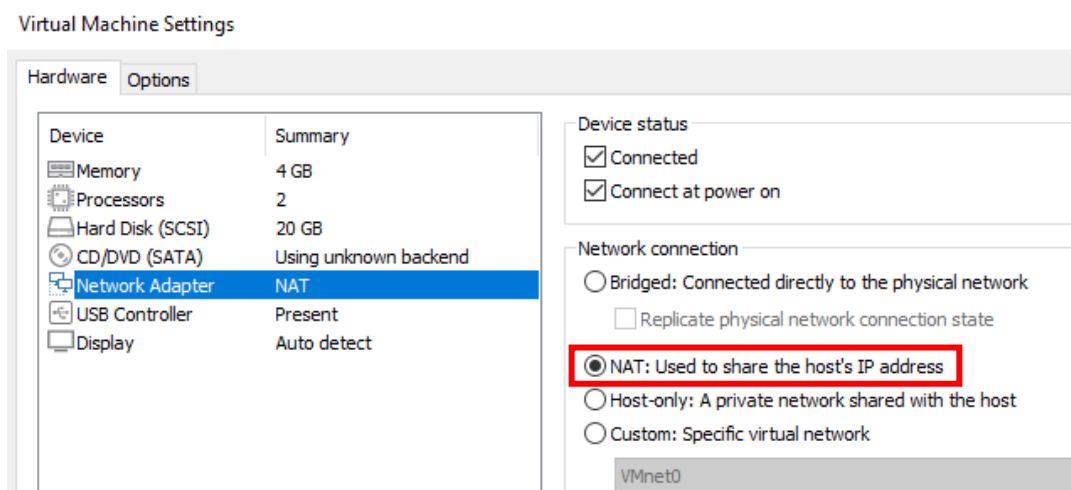 Virtual Machine Settings
Hardware Options
Device Summary
Memory 4 GB
Processors 2
Hard Disk (SCSI) 20 GB
CD/DVD (SATA) Using unknown backend
Network Adapter NAT
USB Controller Present
Display Auto detect
Device status
Connected
Connect at power on
Network connection
Bridged: Connected directly to the physical network
Replicate physical network connection state
NAT: Used to share the host's IP address
Host-only: A private network shared with the host
Custom: Specific virtual network
VMnet0